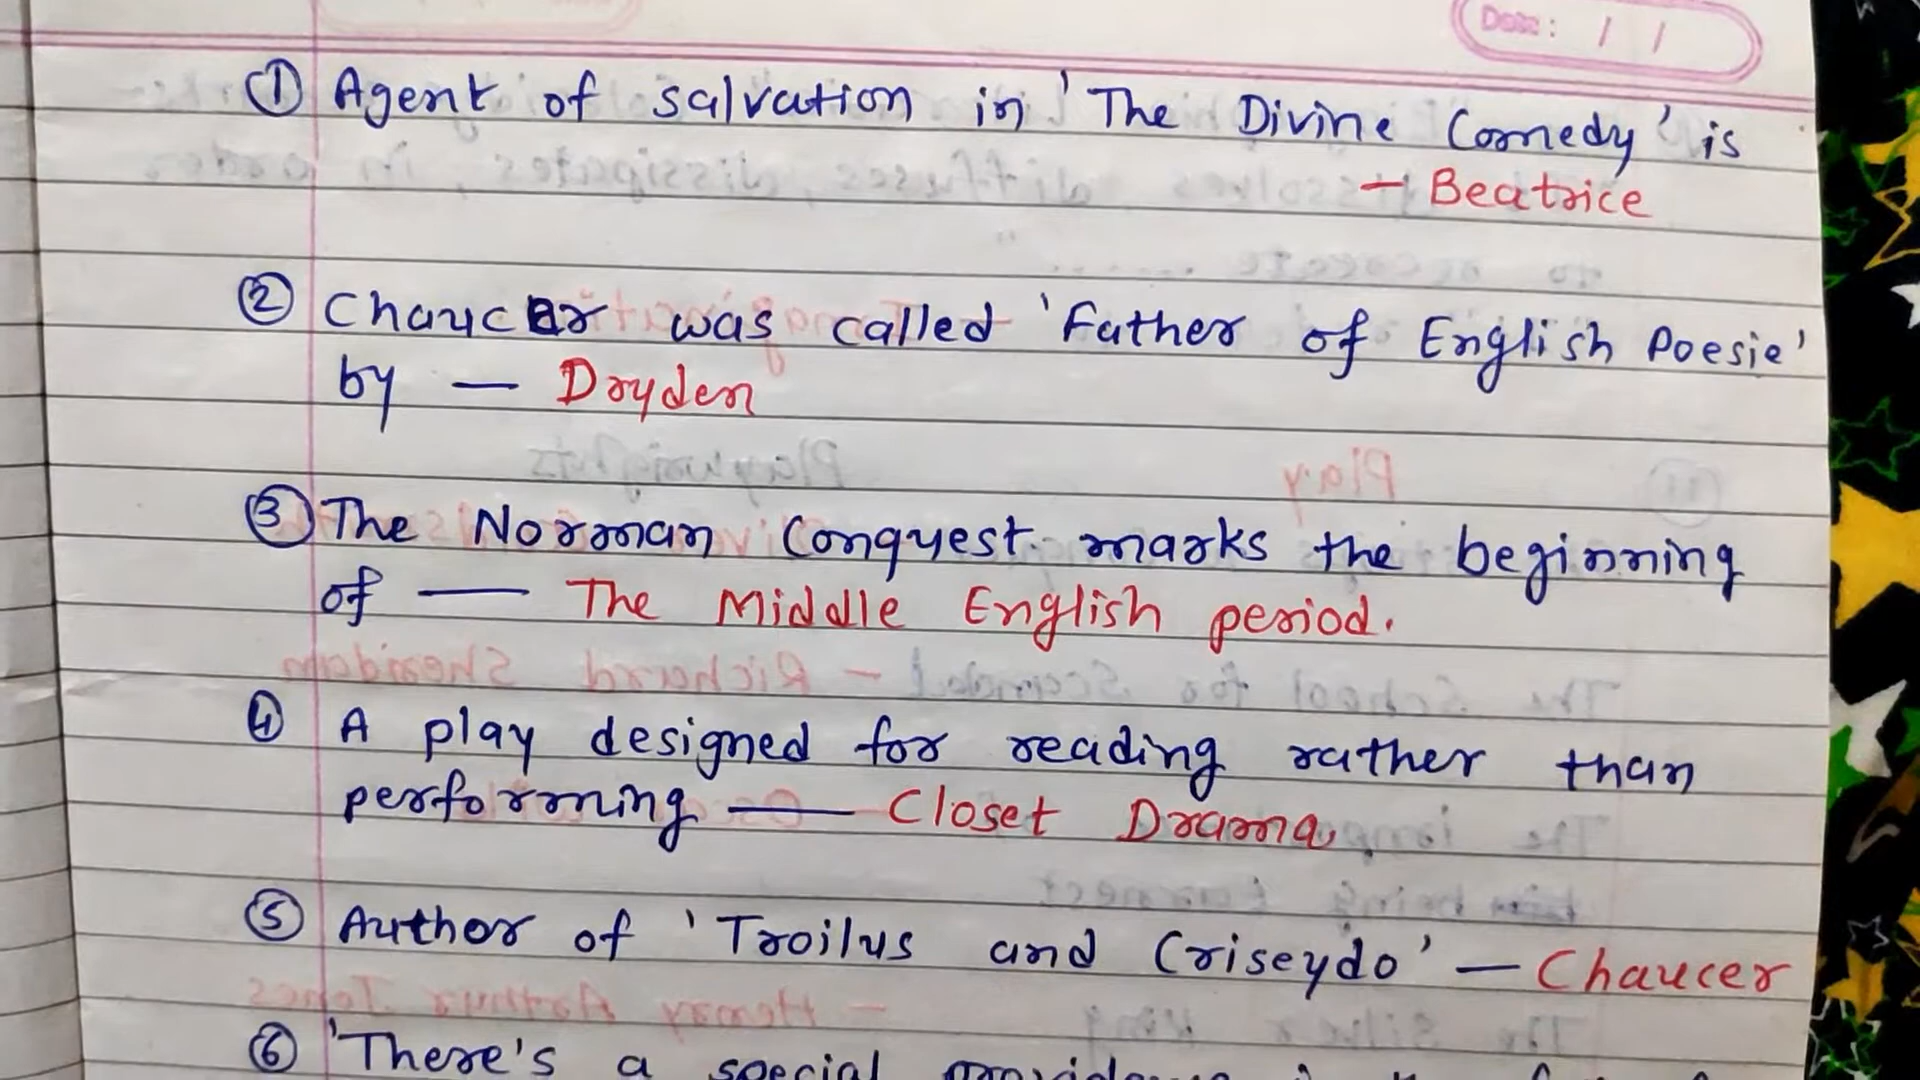 Date: / /
① Agent of salvation in 'The Divine Comedy' is
— Beatrice
② Chaucer was called 'Father of English Poesie'
by — Dryden
③ The Norman Conquest marks the beginning
of — The Middle English period.
④ A play designed for reading rather than
performing — Closet Drama
⑤ Author of 'Troilus and Criseydo' — Chaucer
⑥ 'There's a special